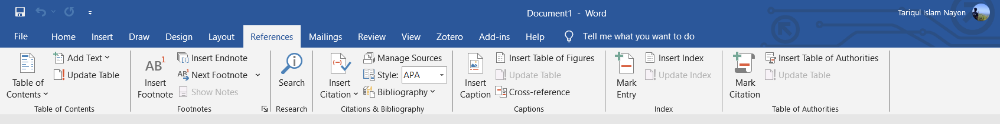 Document1 - Word
Tariqul Islam Nayon
File Home Insert Draw Design Layout References Mailings Review View Zotero Add-ins Help Tell me what you want to do
Table of
Contents
Add Text
Update Table
Table of Contents
AB1
Insert
Footnote
Insert Endnote
Next Footnote
Show Notes
Footnotes
Search
Research
Insert
Citation
Manage Sources
Style: APA
Bibliography
Citations & Bibliography
Insert
Caption
Insert Table of Figures
Update Table
Cross-reference
Captions
Mark
Entry
Insert Index
Update Index
Index
Mark
Citation
Insert Table of Authorities
Update Table
Table of Authorities